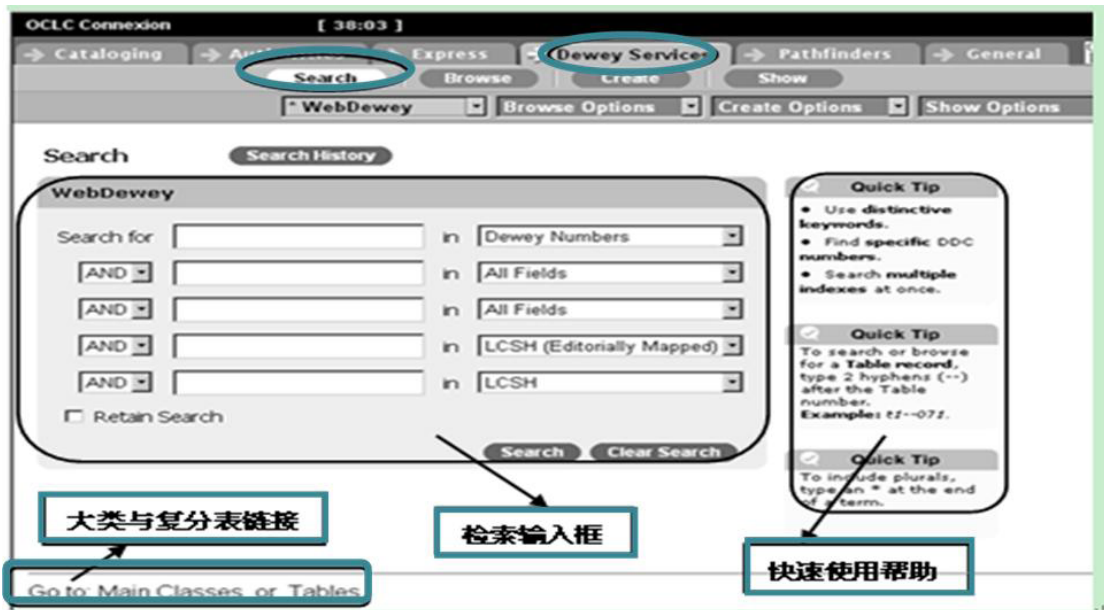 OCLC Connexion [ 38:03 ]
Cataloging Express Dewey Services Pathfinders General
Search Browse Create Show
* WebDewey Browse Options Create Options Show Options
Search Search History
WebDewey
Search for in Dewey Numbers
AND in All Fields
AND in All Fields
AND in LCSH (Editorially Mapped)
AND in LCSH
Retain Search
Search Clear Search
Quick Tip
• Use distinctive
keywords.
• Find specific DDC
numbers.
• Search multiple
indexes at once.
Quick Tip
To search or browse
for a Table record,
type 2 hyphens (--)
after the Table
number.
Example: t1--071.
Quick Tip
To include plurals,
type an * at the end
of a term.
大类与复分表链接
检索输入框
快速使用帮助
Go to: Main Classes or Tables